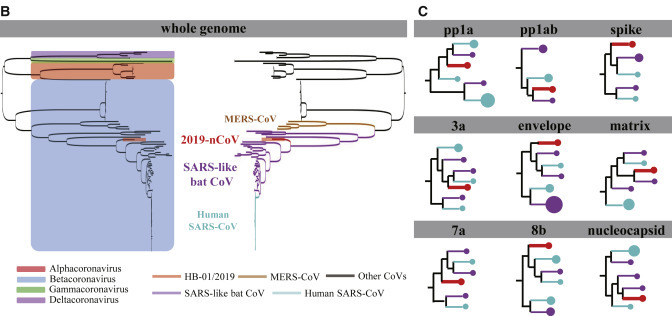 B
C
whole genome
pp1a
pp1ab
spike
MERS-CoV
2019-nCoV
SARS-like
bat CoV
Human
SARS-CoV
3a
envelope
matrix
7a
8b
nucleocapsid
Alphacoronavirus
Betacoronavirus
Gammacoronavirus
Deltacoronavirus
HB-01/2019
MERS-CoV
Other CoVs
SARS-like bat CoV
Human SARS-CoV